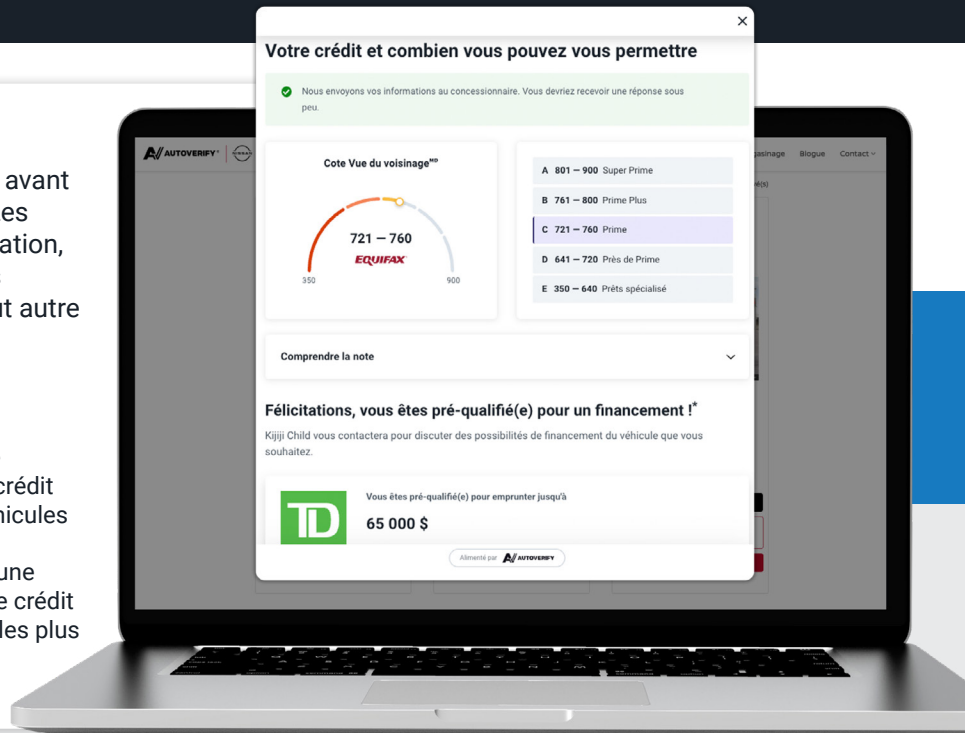 Votre crédit et combien vous pouvez vous permettre
Nous envoyons vos informations au concessionnaire. Vous devriez recevoir une réponse sous
peu.
AUTOVERIFY
NISSAN
Blogue
Contact
Cote Vue du voisinageᴹᴰ
721 — 760
EQUIFAX
350
900
A 801 — 900 Super Prime
B 761 — 800 Prime Plus
C 721 — 760 Prime
D 641 — 720 Près de Prime
E 350 — 640 Prêts spécialisé
Comprendre la note
Félicitations, vous êtes pré-qualifié(e) pour un financement !*
Kijiji Child vous contactera pour discuter des possibilités de financement du véhicule que vous
souhaitez.
TD
Vous êtes pré-qualifié(e) pour emprunter jusqu'à
65 000 $
Alimenté par AUTOVERIFY
avant
ation,
autre
crédit
une
crédit
plus